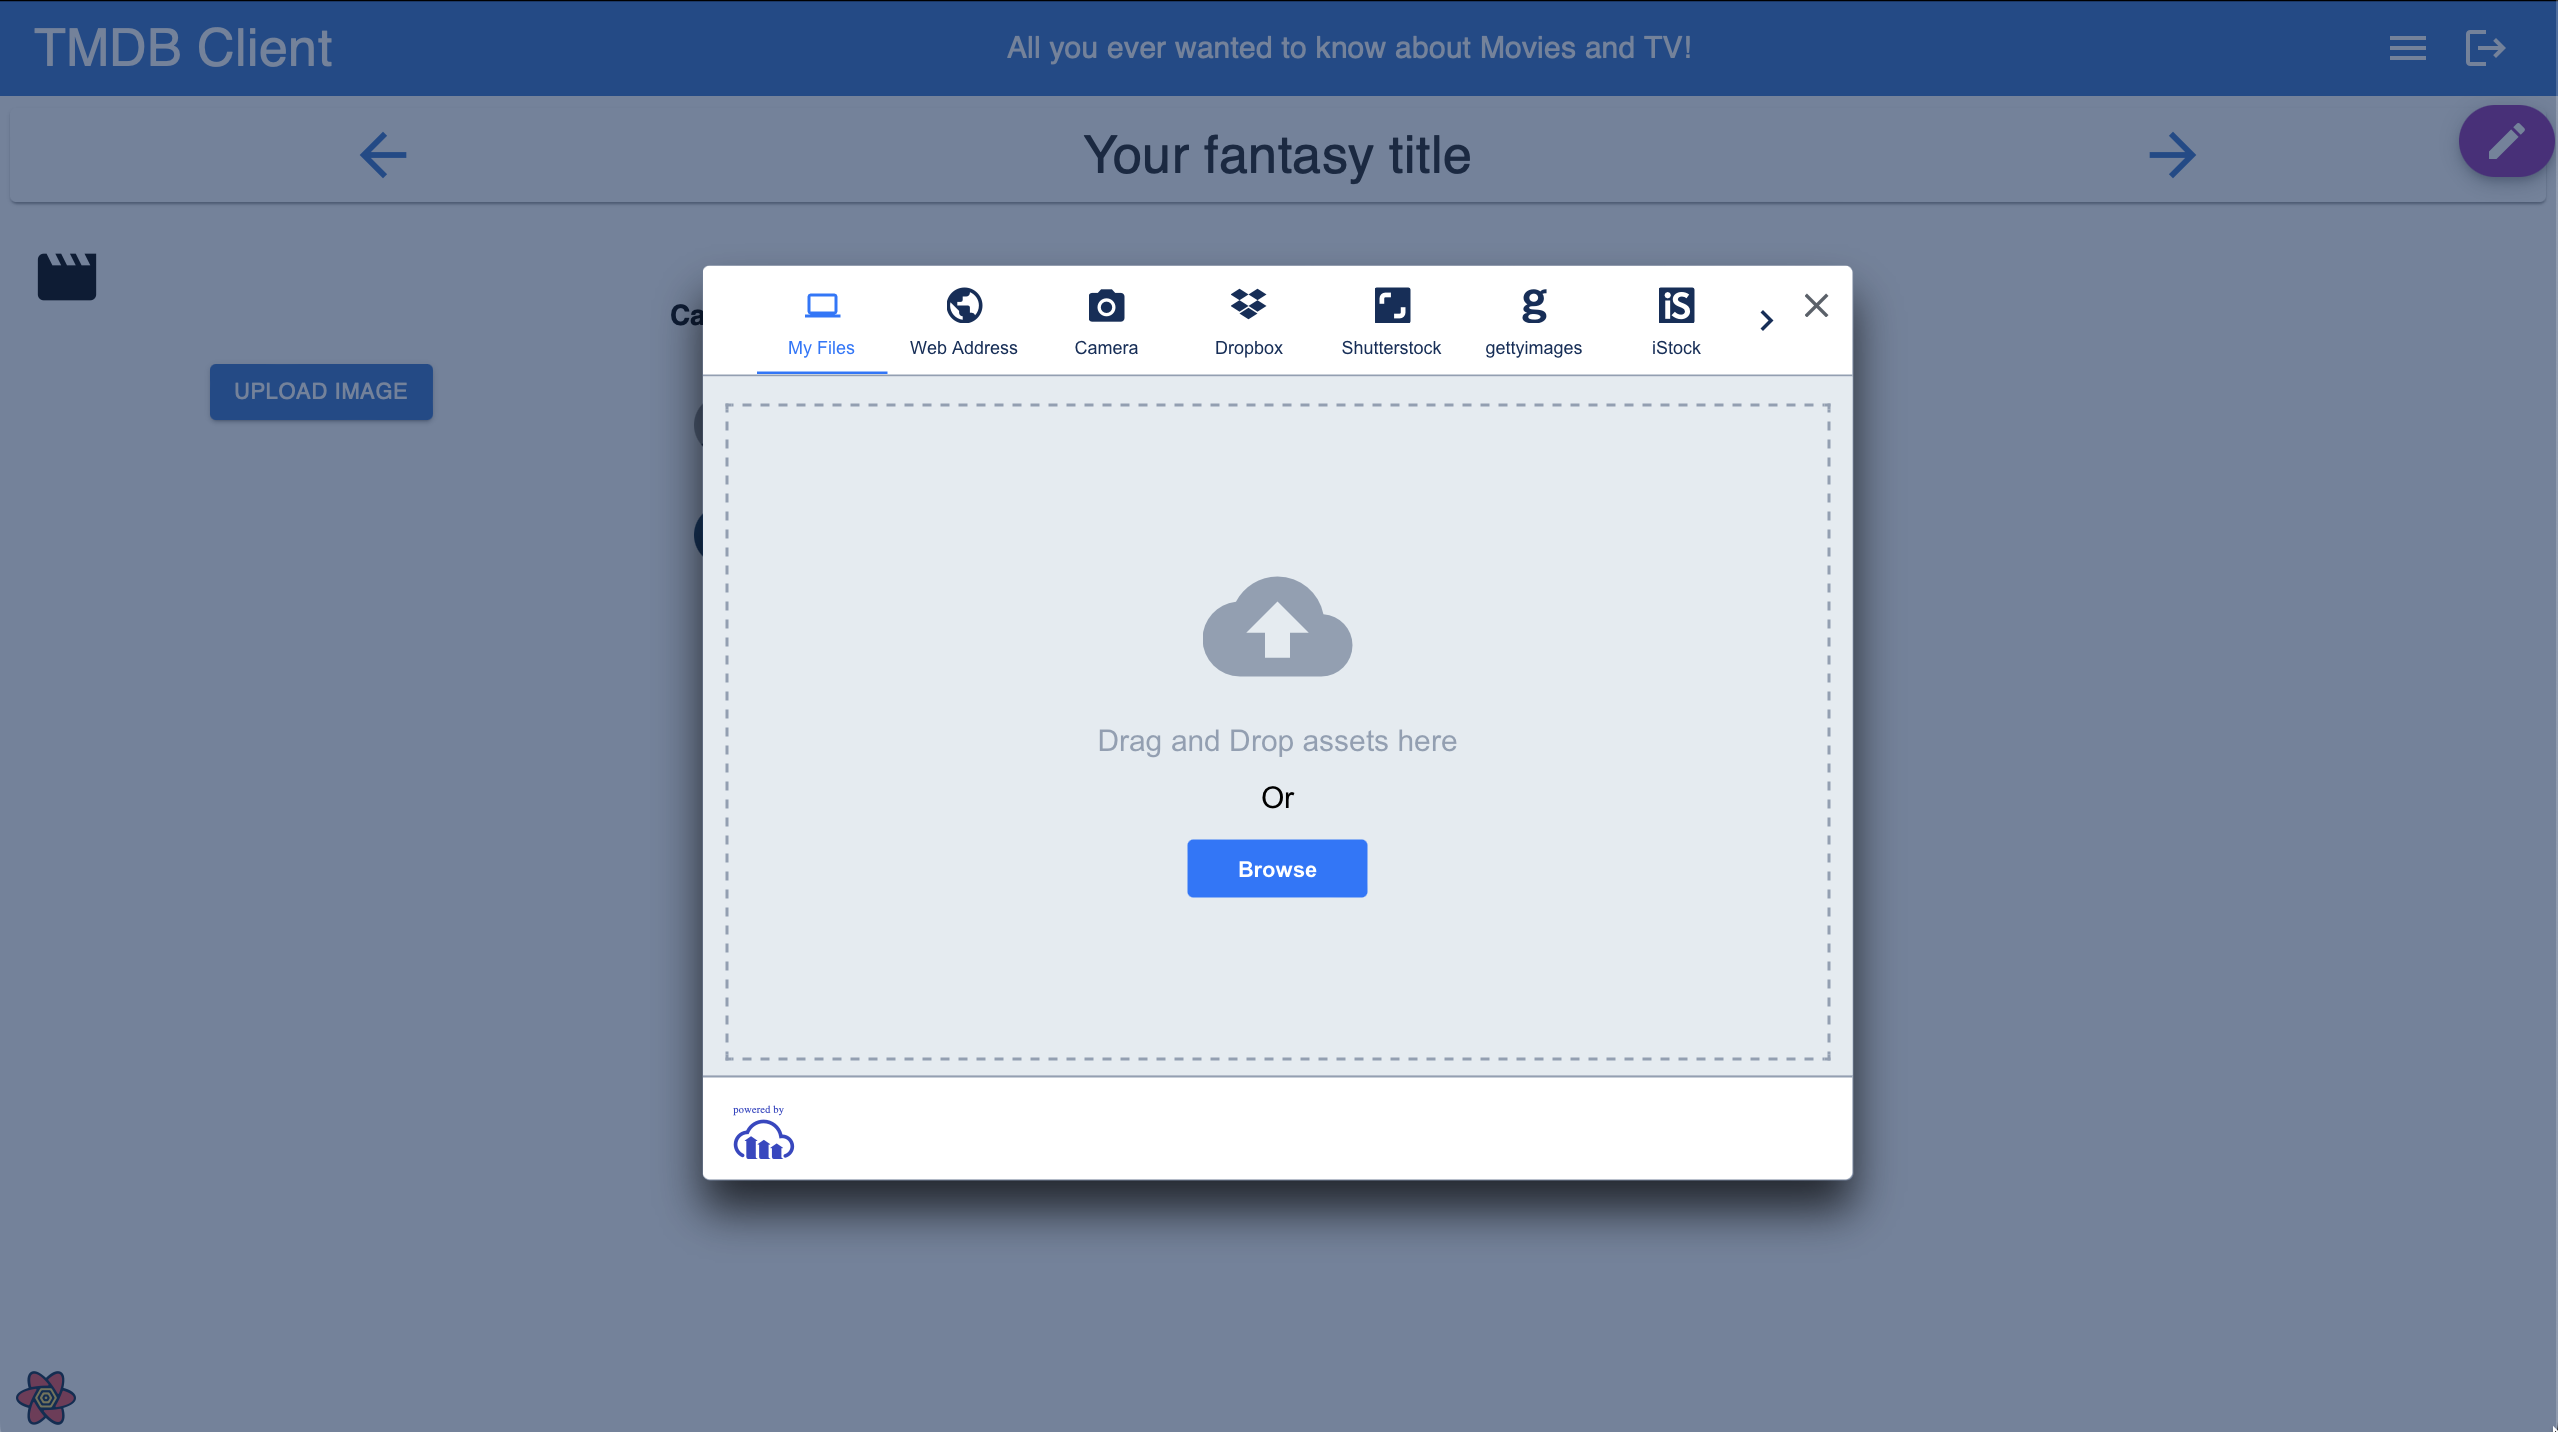 TMDB Client
All you ever wanted to know about Movies and TV!
Your fantasy title
Ca
UPLOAD IMAGE
My Files
Web Address
Camera
Dropbox
Shutterstock
gettyimages
iStock
Drag and Drop assets here
Or
Browse
powered by